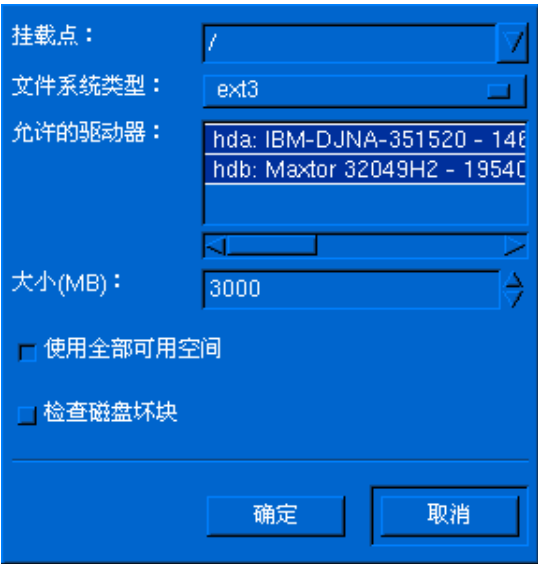 挂载点： /
文件系统类型： ext3
允许的驱动器： hda: IBM-DJNA-351520 - 146
hdb: Maxtor 32049H2 - 19540
大小(MB)： 3000
使用全部可用空间
检查磁盘坏块
确定 取消